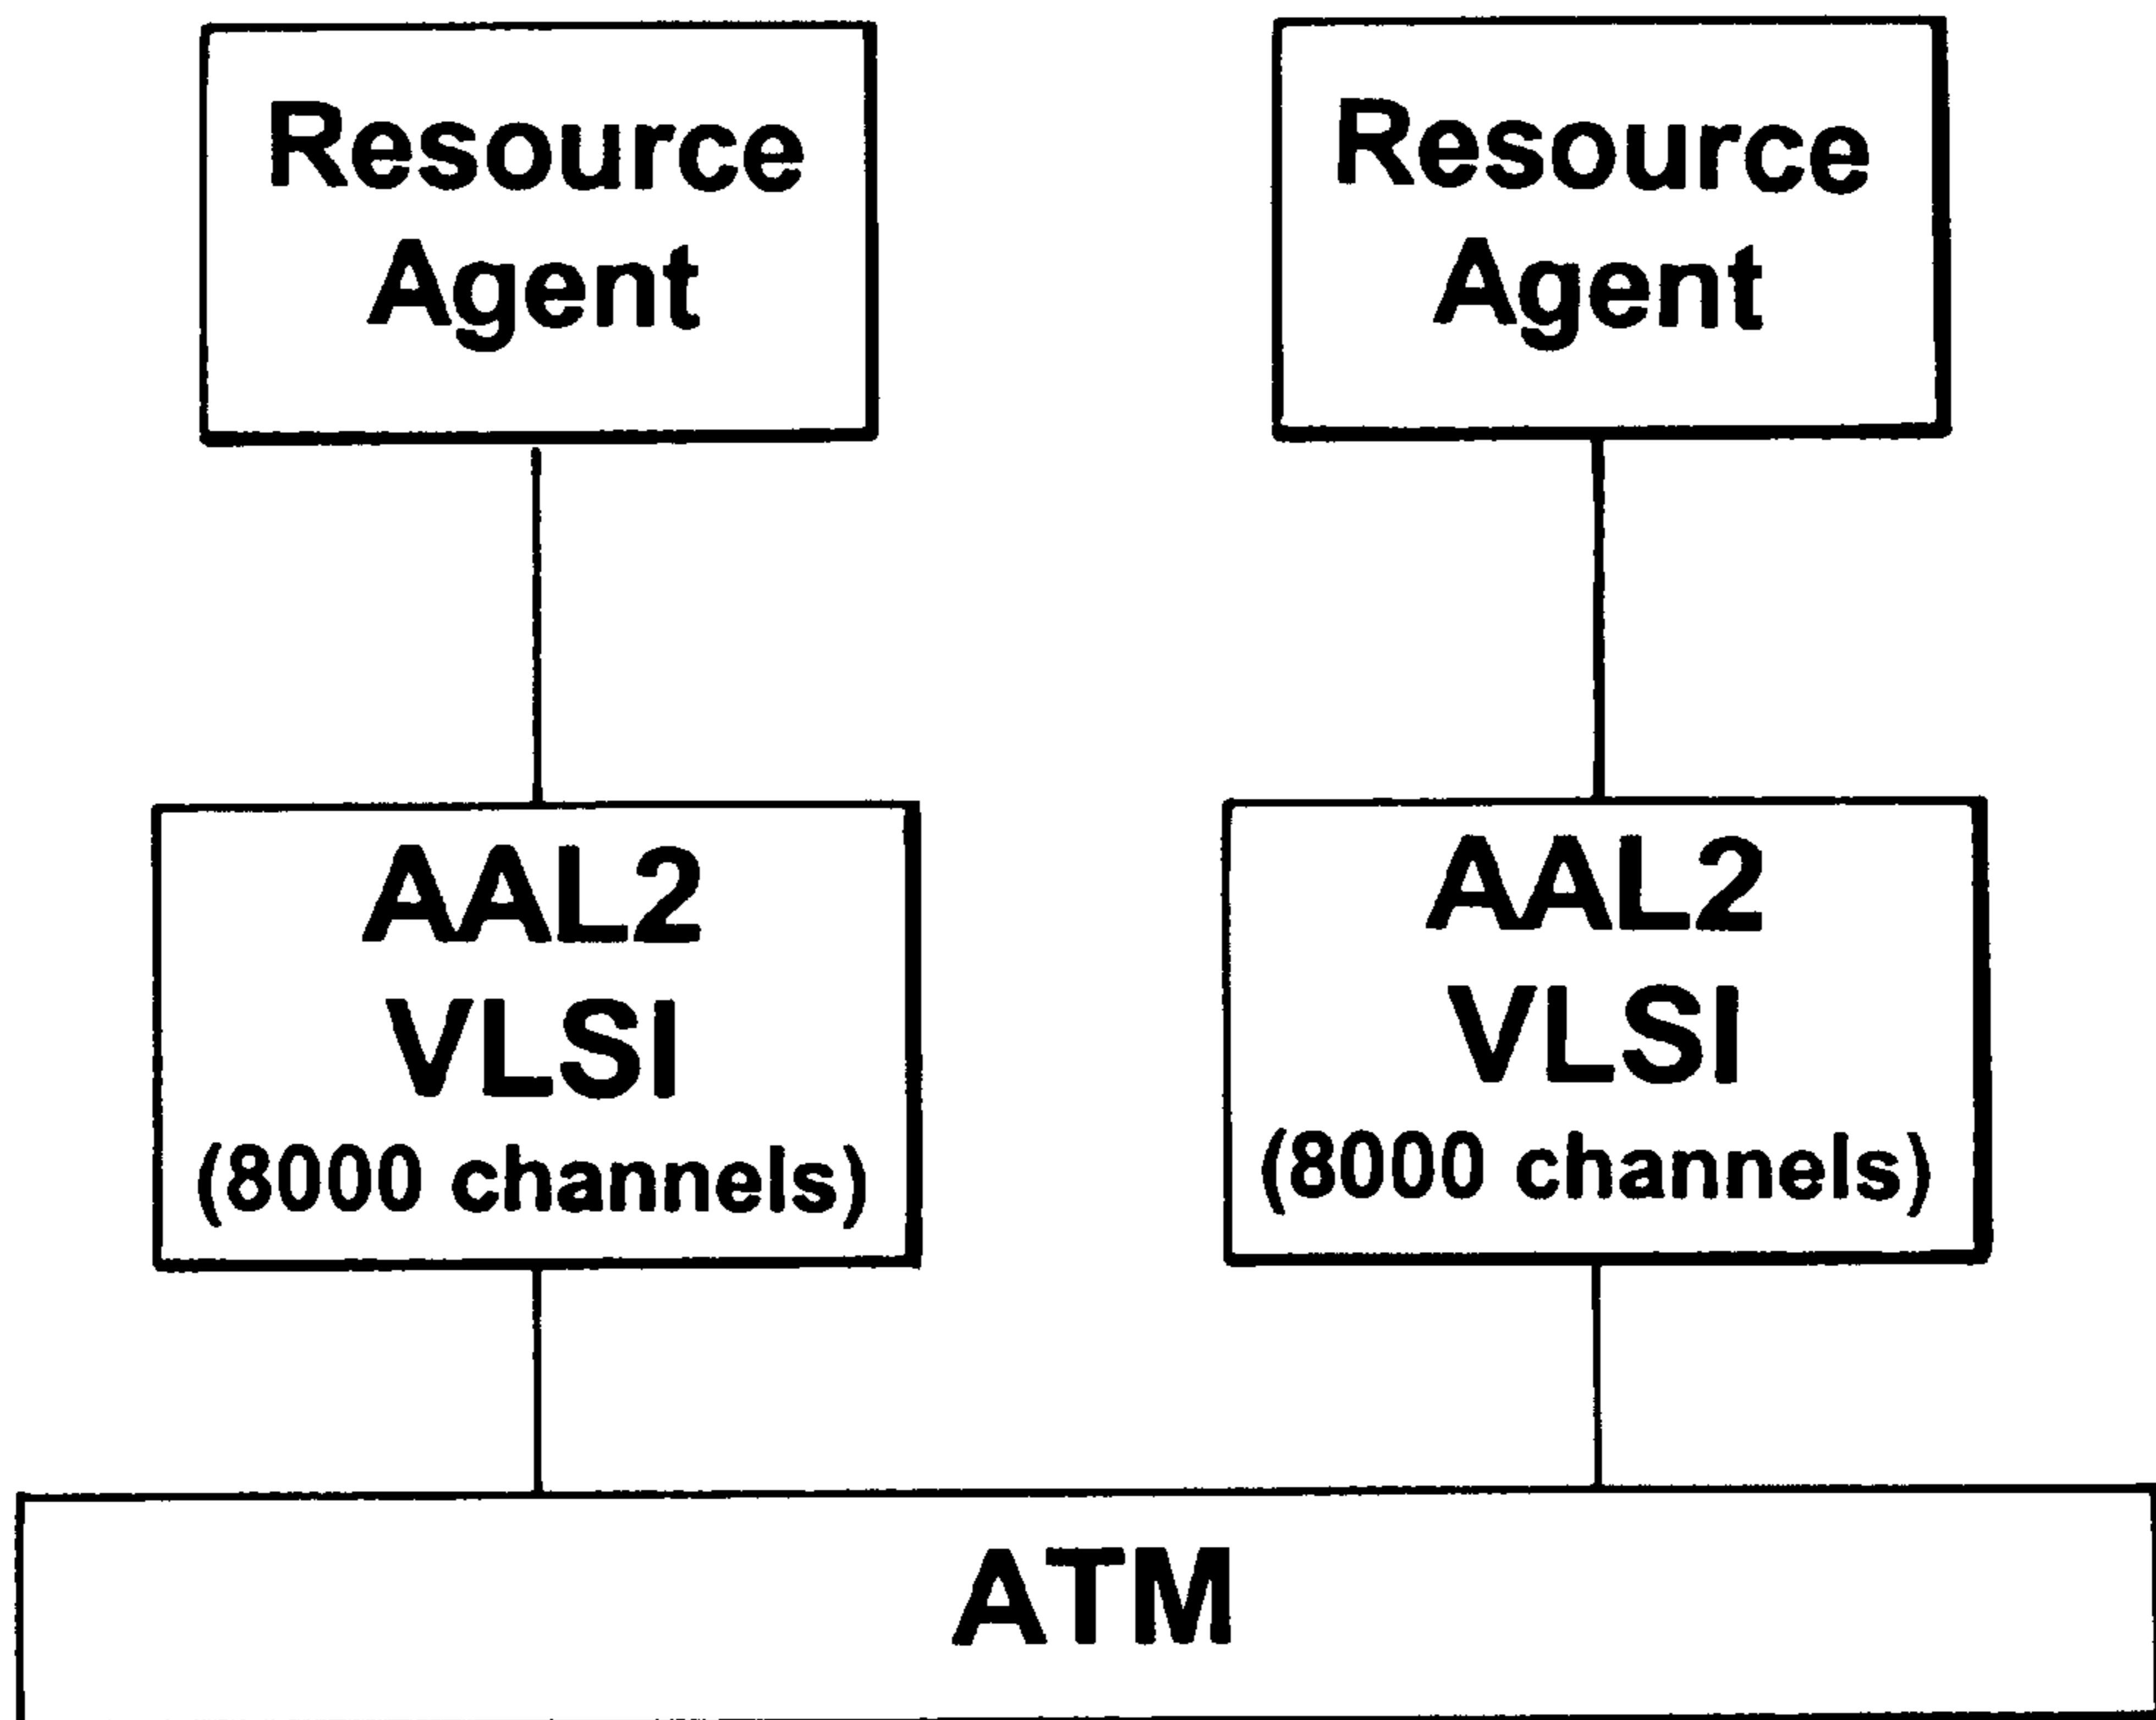 Resource
Agent
Resource
Agent
AAL2
VLSI
(8000 channels)
AAL2
VLSI
(8000 channels)
ATM